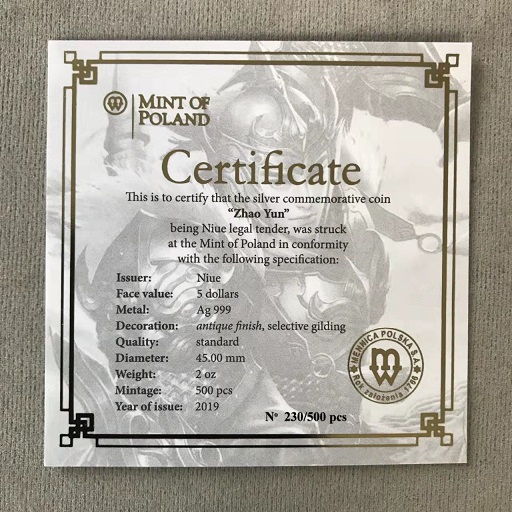 MINT OF
POLAND
Certificate
This is to certify that the silver commemorative coin
“Zhao Yun”
being Niue legal tender, was struck
at the Mint of Poland in conformity
with the following specification:
Issuer: Niue
Face value: 5 dollars
Metal: Ag 999
Decoration: antique finish, selective gilding
Quality: standard
Diameter: 45.00 mm
Weight: 2 oz
Mintage: 500 pcs
Year of issue: 2019
MENNICA POLSKA S.A.
Rok założenia 1766
Nº 230/500 pcs